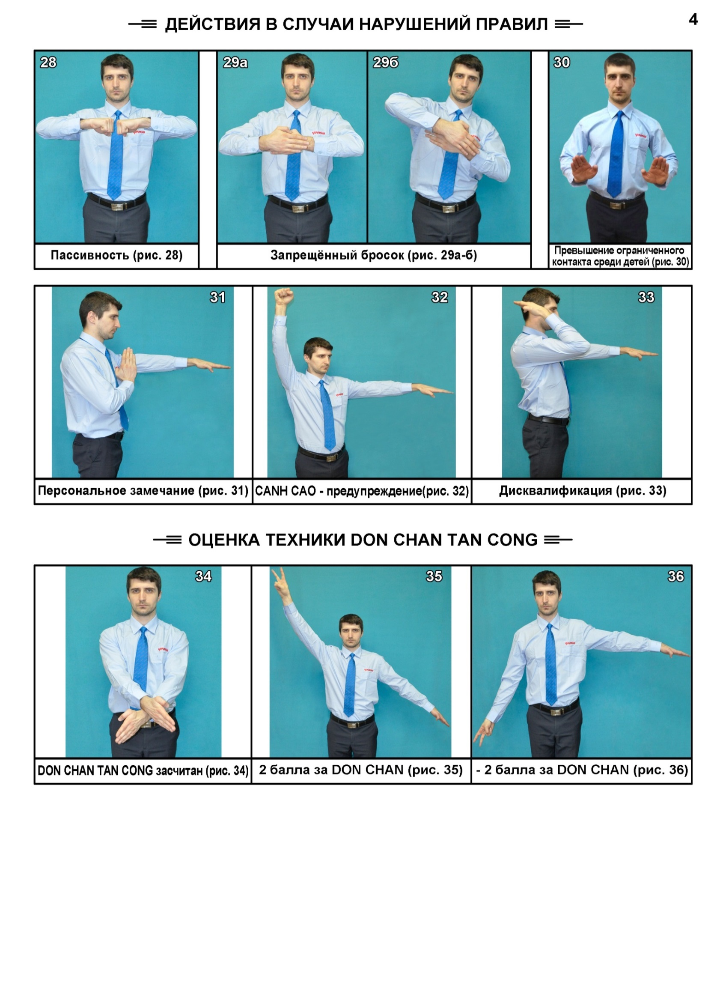 ДЕЙСТВИЯ В СЛУЧАИ НАРУШЕНИЙ ПРАВИЛ
4
28
29а
29б
30
Пассивность (рис. 28)
Запрещённый бросок (рис. 29а-б)
Превышение ограниченного
контакта среди детей (рис. 30)
31
32
33
Персональное замечание (рис. 31)
CANH CAO - предупреждение(рис. 32)
Дисквалификация (рис. 33)
ОЦЕНКА ТЕХНИКИ DON CHAN TAN CONG
34
35
36
DON CHAN TAN CONG засчитан (рис. 34)
2 балла за DON CHAN (рис. 35)
- 2 балла за DON CHAN (рис. 36)